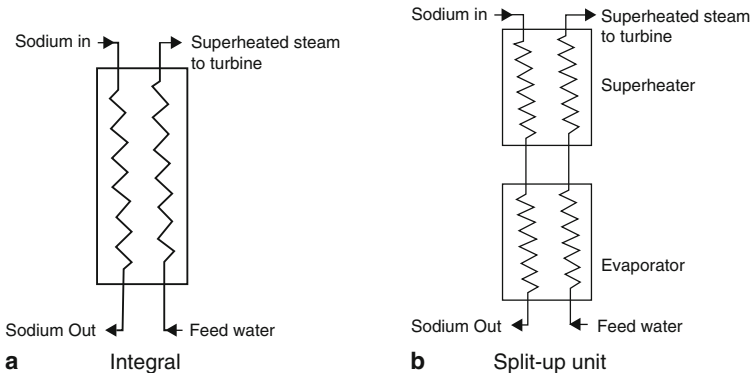 Sodium in
Superheated steam
to turbine
Sodium Out
Feed water
a
Integral
Sodium in
Superheated steam
to turbine
Superheater
Evaporator
Sodium Out
Feed water
b
Split-up unit